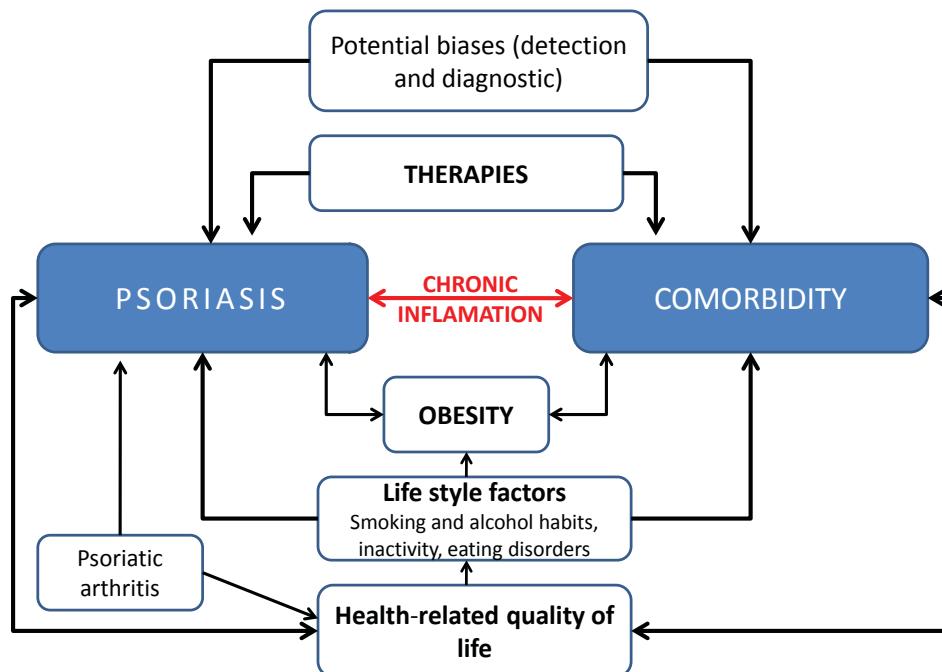 Potential biases (detection
and diagnostic)
THERAPIES
PSORIASIS
CHRONIC
INFLAMATION
COMORBIDITY
OBESITY
Life style factors
Smoking and alcohol habits,
inactivity, eating disorders
Psoriatic
arthritis
Health-related quality of
life